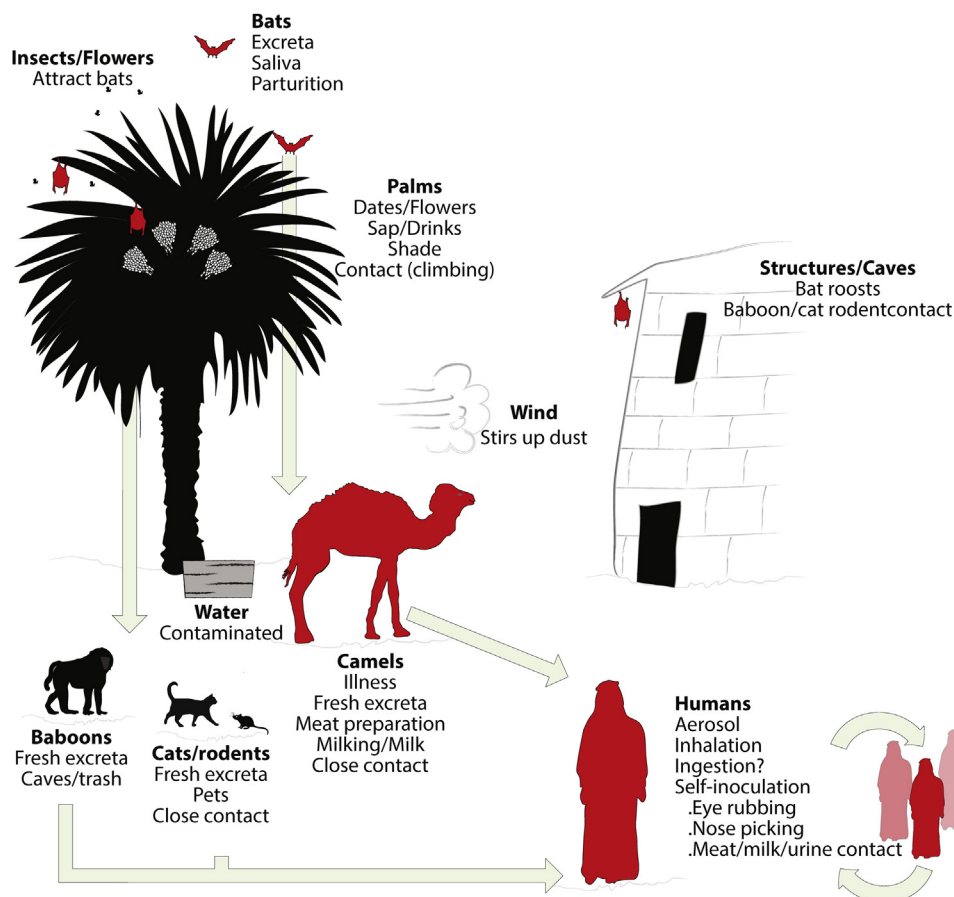 Bats
Excreta
Saliva
Parturition
Insects/Flowers
Attract bats
Palms
Dates/Flowers
Sap/Drinks
Shade
Contact (climbing)
Structures/Caves
Bat roosts
Baboon/cat rodentcontact
Wind
Stirs up dust
Water
Contaminated
Camels
Illness
Fresh excreta
Meat preparation
Milking/Milk
Close contact
Baboons
Fresh excreta
Caves/trash
Cats/rodents
Fresh excreta
Pets
Close contact
Humans
Aerosol
Inhalation
Ingestion?
Self-inoculation
.Eye rubbing
.Nose picking
.Meat/milk/urine contact